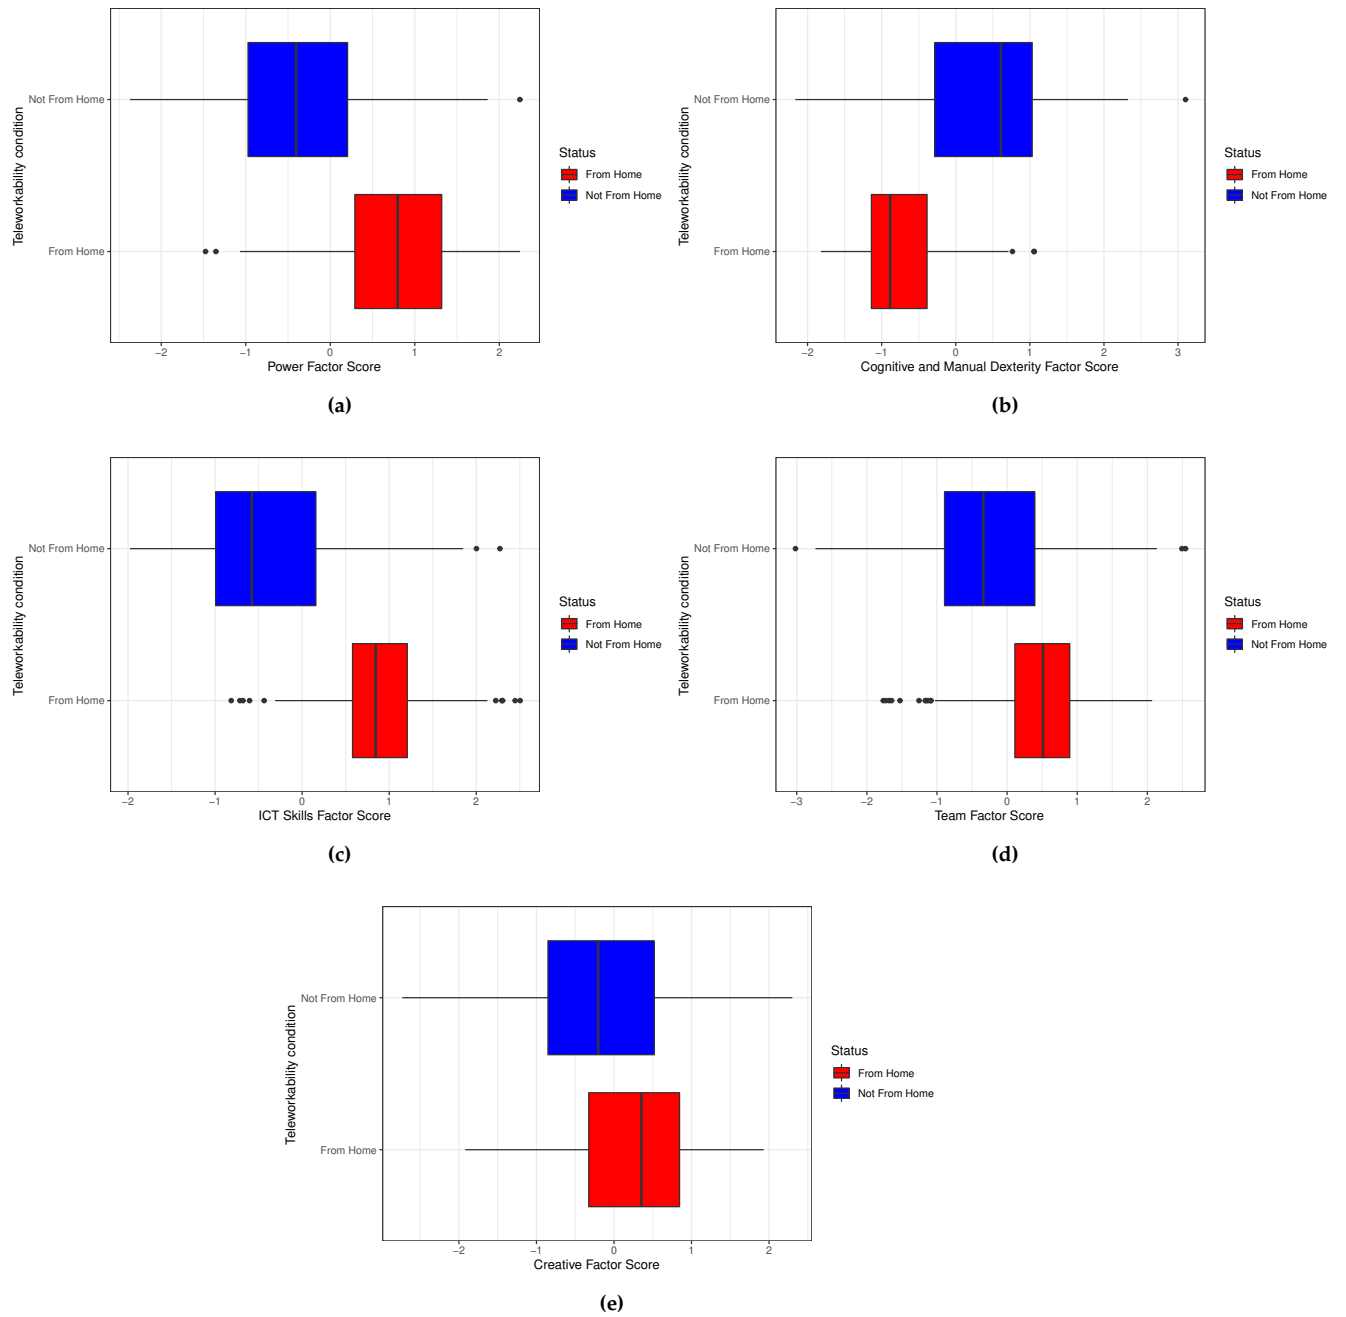 Teleworkability condition
Not From Home
From Home
−2 −1 0 1 2
Power Factor Score
Status
From Home
Not From Home
(a)
Teleworkability condition
Not From Home
From Home
−2 −1 0 1 2 3
Cognitive and Manual Dexterity Factor Score
Status
From Home
Not From Home
(b)
Teleworkability condition
Not From Home
From Home
−2 −1 0 1 2
ICT Skills Factor Score
Status
From Home
Not From Home
(c)
Teleworkability condition
Not From Home
From Home
−3 −2 −1 0 1 2
Team Factor Score
Status
From Home
Not From Home
(d)
Teleworkability condition
Not From Home
From Home
−2 −1 0 1 2
Creative Factor Score
Status
From Home
Not From Home
(e)